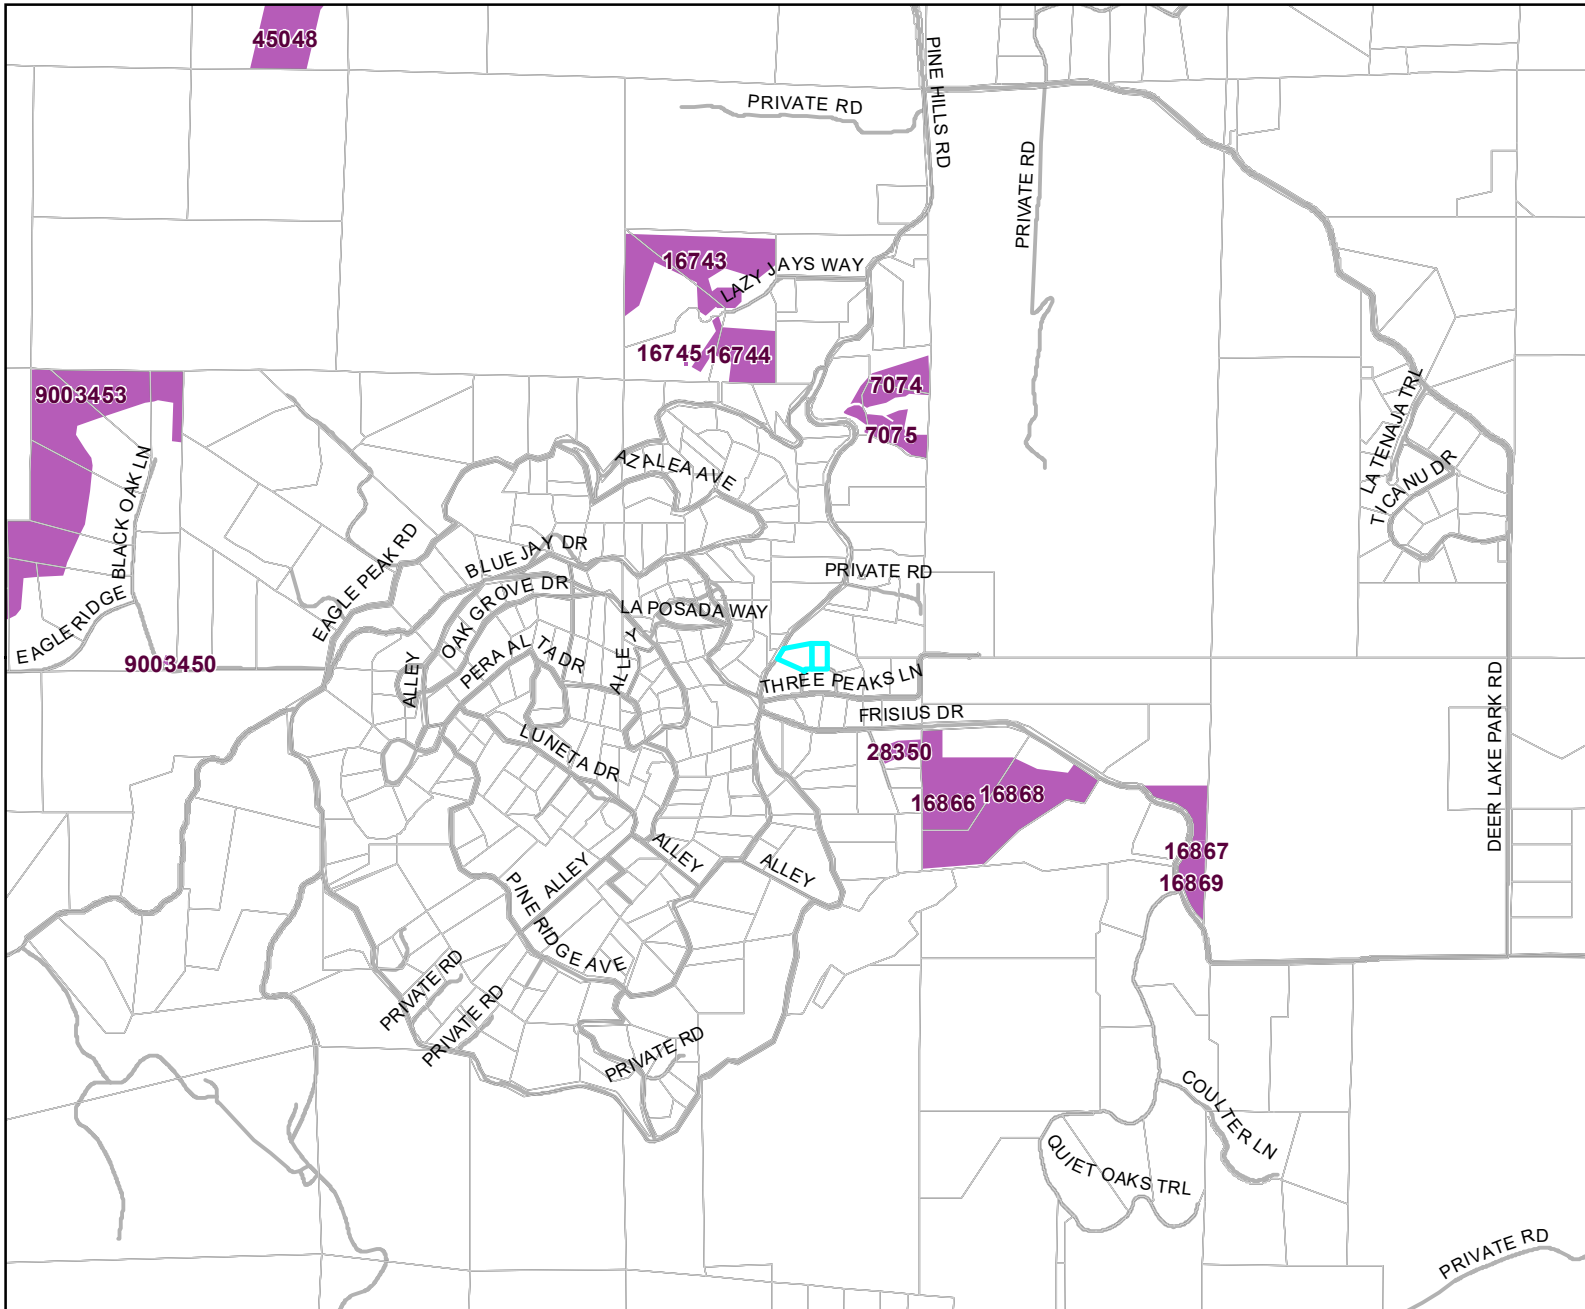 45048
PINE HILLS RD
PRIVATE RD
PRIVATE RD
16743
LAZY JAYS WAY
16745
16744
7074
7075
9003453
BLACK OAK LN
EAGLE RIDGE
9003450
EAGLE PEAK RD
AZALEA AVE
BLUE JAY DR
OAK GROVE DR
LA POSADA WAY
PRIVATE RD
LA TENAJA TRL
TICANU DR
ALLEY
PERA ALTA DR
ALLEY
THREE PEAKS LN
FRISIUS DR
LUNETA DR
28350
16866
16868
16867
16869
DEER LAKE PARK RD
ALLEY
ALLEY
ALLEY
PINE RIDGE AVE
PRIVATE RD
PRIVATE RD
PRIVATE RD
COULTER LN
QUIET OAKS TRL
PRIVATE RD